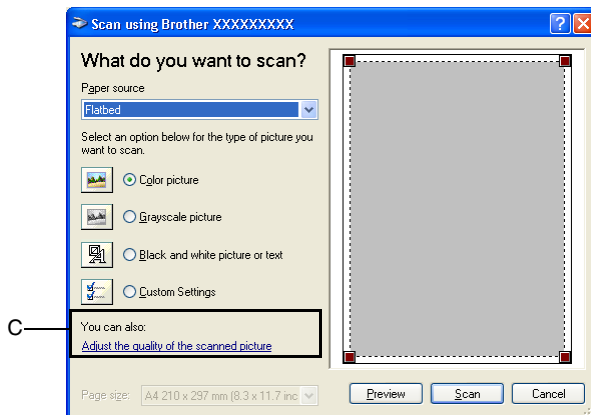 Scan using Brother XXXXXXXXX
What do you want to scan?
Paper source
Flatbed
Select an option below for the type of picture you
want to scan.
Color picture
Grayscale picture
Black and white picture or text
Custom Settings
C
You can also:
Adjust the quality of the scanned picture
Page size: A4 210 x 297 mm (8.3 x 11.7 inc
Preview Scan Cancel